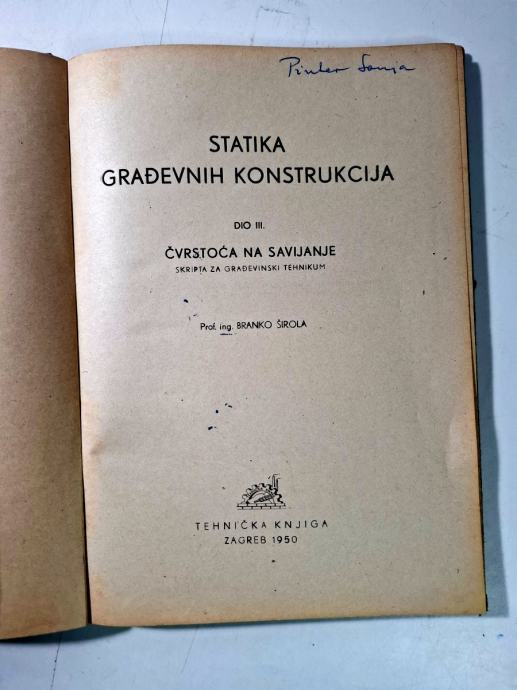 Pinter Sanja
STATIKA
GRAĐEVNIH KONSTRUKCIJA
DIO III.
ČVRSTOĆA NA SAVIJANJE
SKRIPTA ZA GRAĐEVINSKI TEHNIKUM
Prof. ing. BRANKO ŠIROLA
TEHNIČKA KNJIGA
ZAGREB 1950